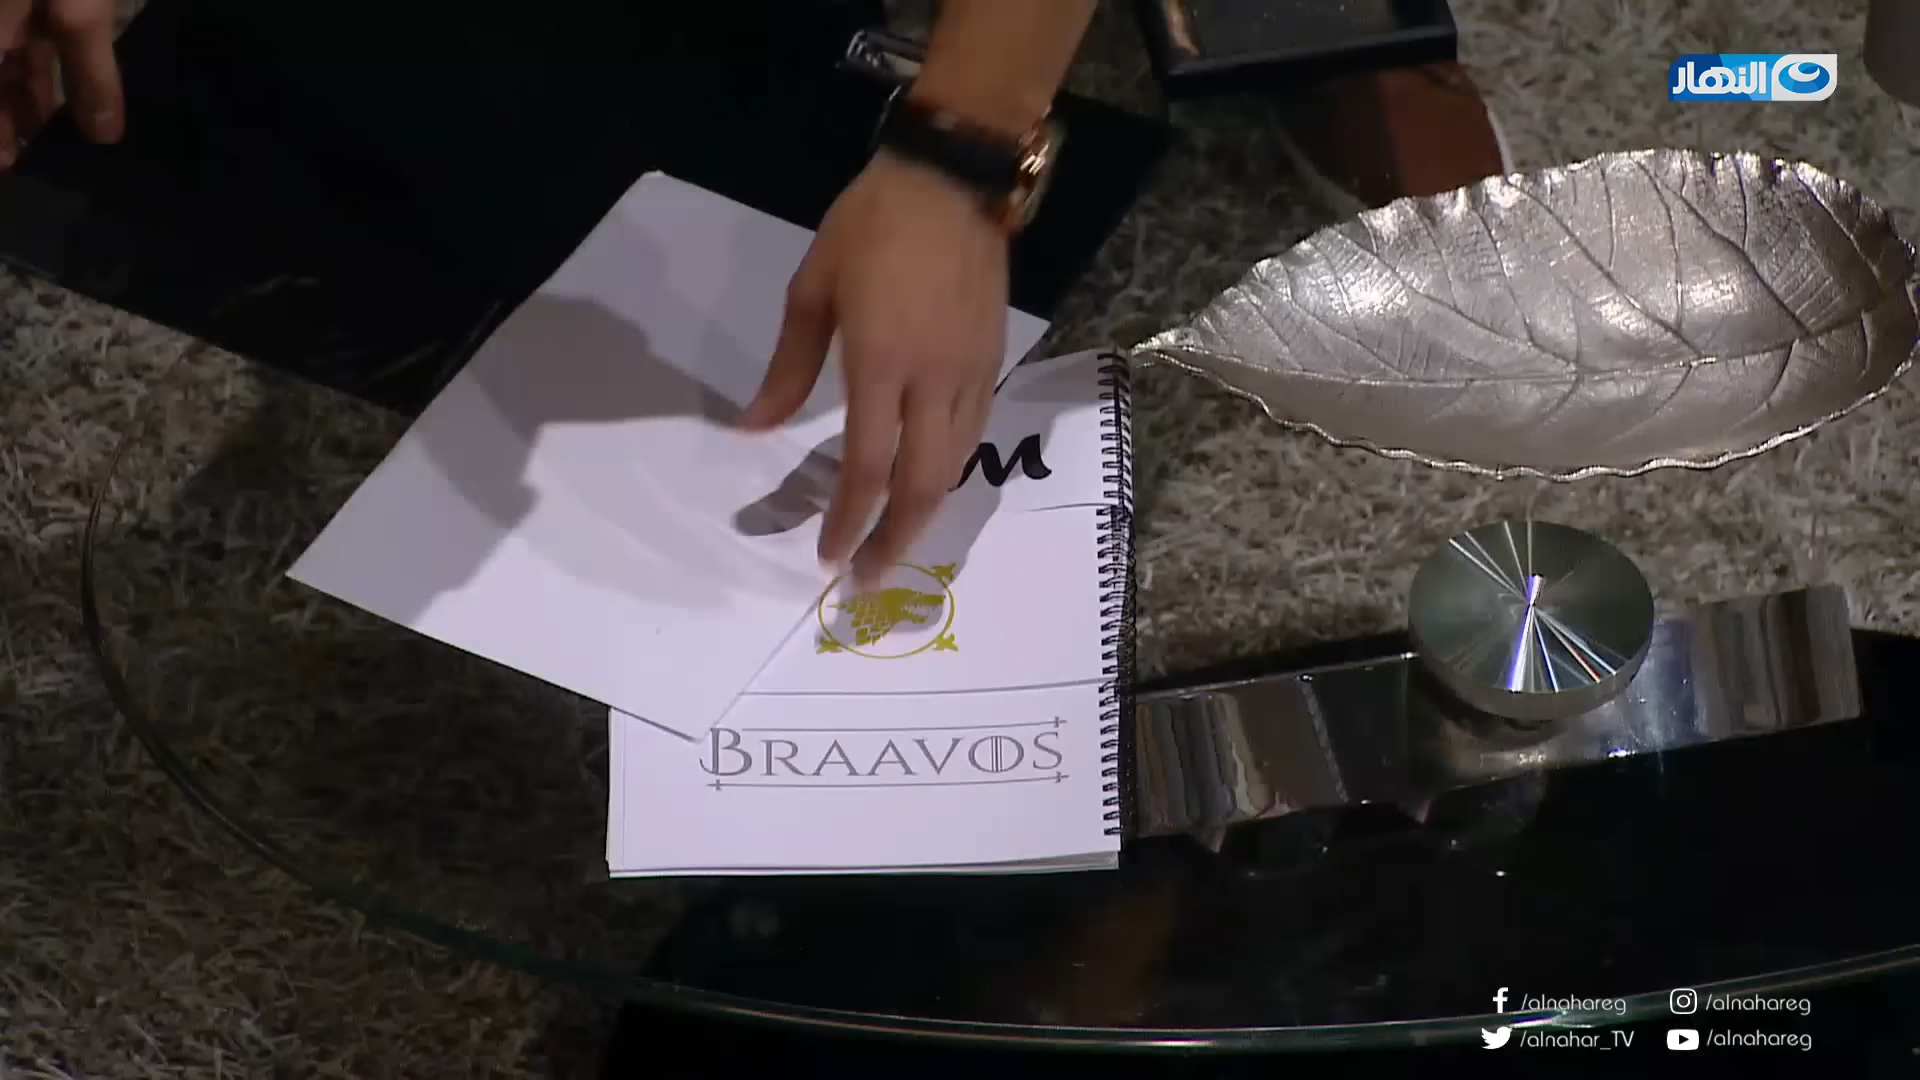 النهار
BRAAVOS
/alnahareg
/alnahareg
/alnahar_TV
/alnahareg